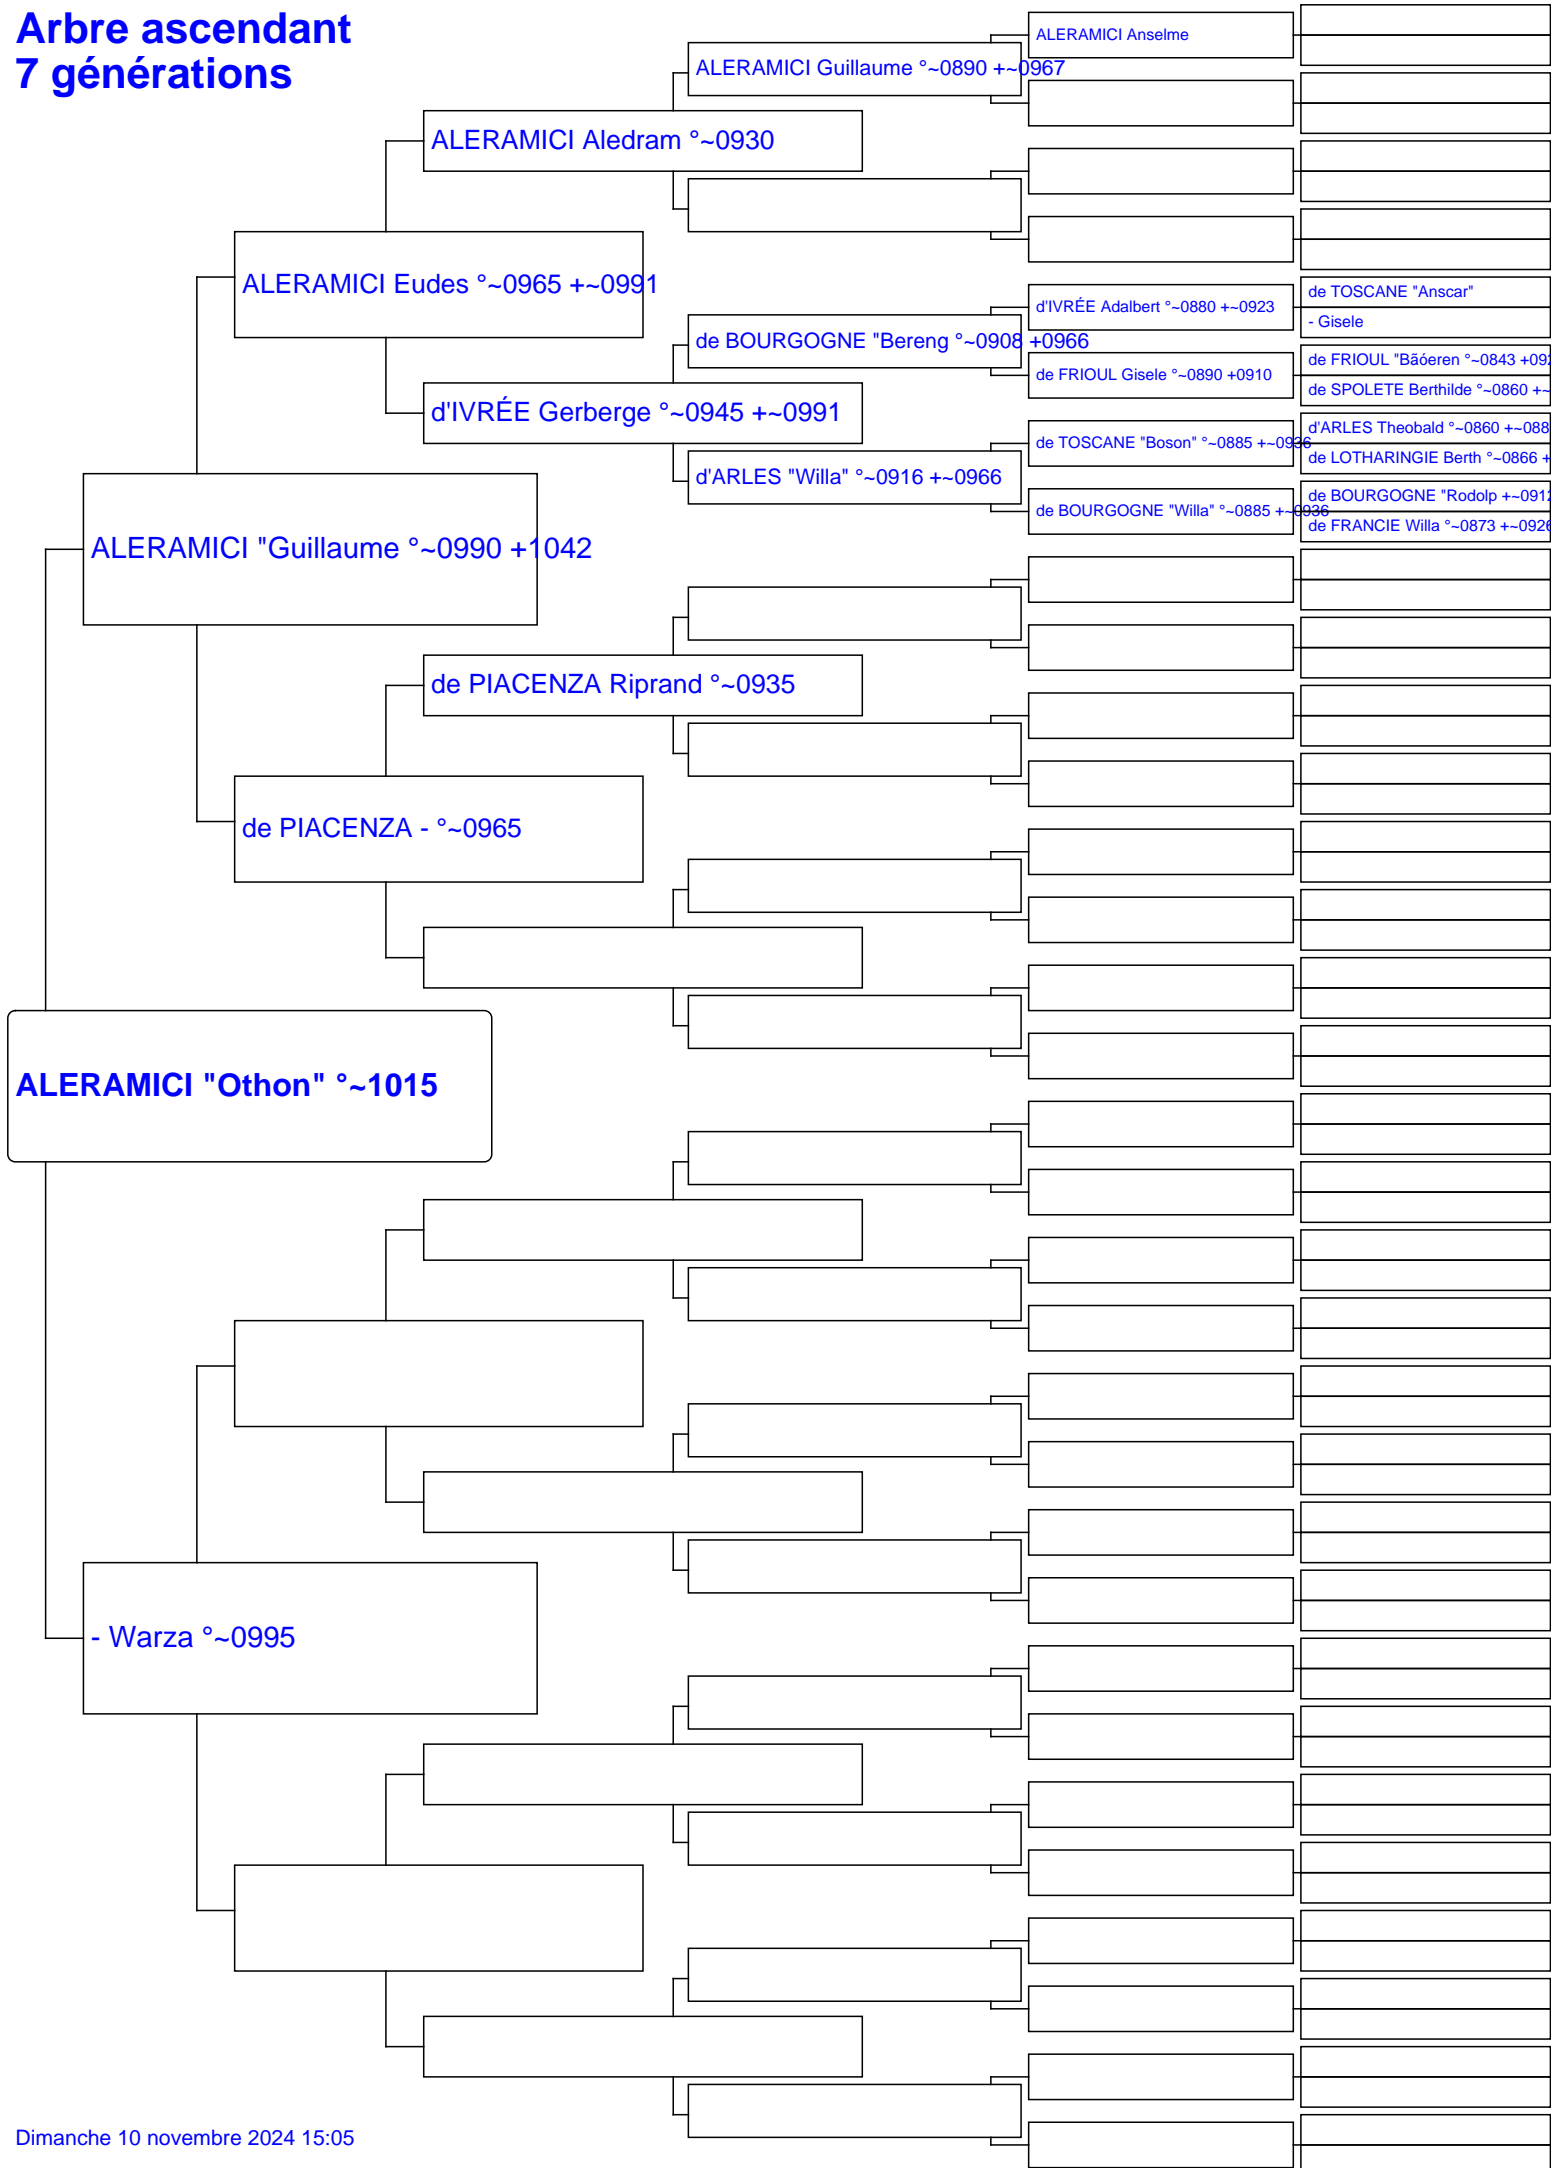 Arbre ascendant
7 générations
ALERAMICI Anselme
ALERAMICI Guillaume °~0890 +~0967
ALERAMICI Aledram °~0930
ALERAMICI Eudes °~0965 +~0991
de TOSCANE "Anscar"
d'IVRÉE Adalbert °~0880 +~0923
- Gisele
de BOURGOGNE "Bereng °~0908 +0966
de FRIOUL "Bãóeren °~0843 +092
de FRIOUL Gisele °~0890 +0910
de SPOLETE Berthilde °~0860 +~
d'IVRÉE Gerberge °~0945 +~0991
d'ARLES Theobald °~0860 +~088
de TOSCANE "Boson" °~0885 +~0936
de LOTHARINGIE Berth °~0866 +
d'ARLES "Willa" °~0916 +~0966
de BOURGOGNE "Rodolp +~0912
de BOURGOGNE "Willa" °~0885 +~0936
de FRANCIE Willa °~0873 +~0926
ALERAMICI "Guillaume °~0990 +1042
de PIACENZA Riprand °~0935
de PIACENZA - °~0965
ALERAMICI "Othon" °~1015
- Warza °~0995
Dimanche 10 novembre 2024 15:05